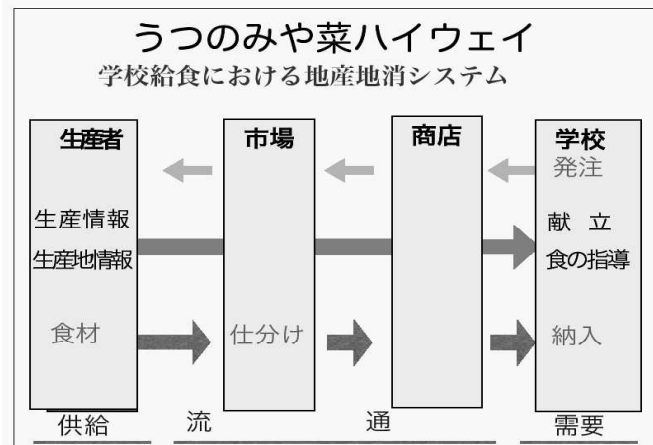 うつのみや菜ハイウェイ
学校給食における地産地消システム
生産者 市場 商店 学校
発注
生産情報 献 立
生産地情報 食の指導
食材 仕分け 納入
供給 流 通 需要